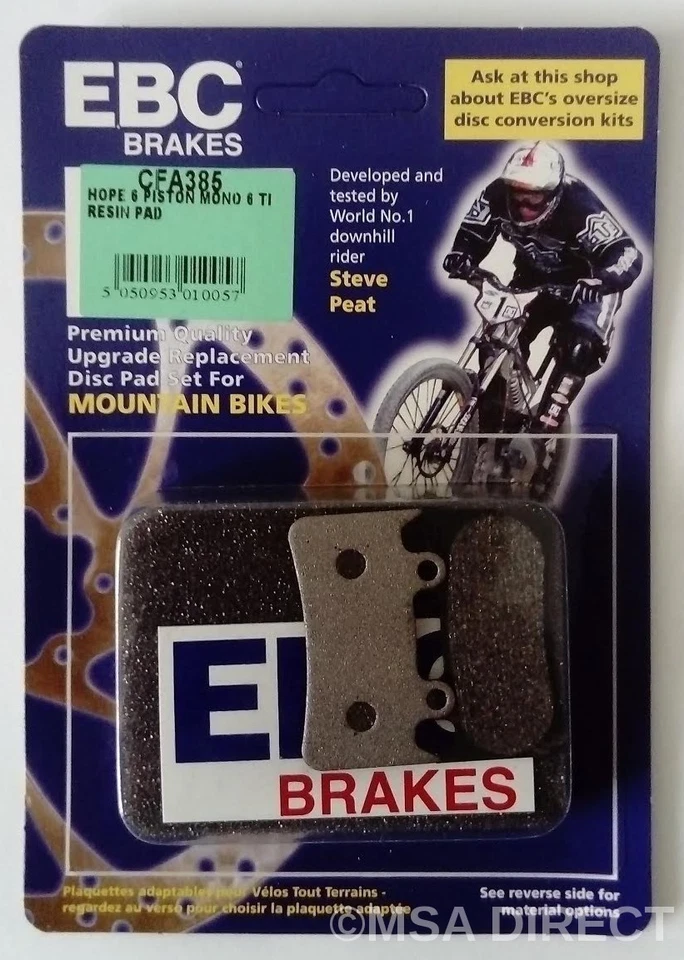 EBC
BRAKES
Ask at this shop
about EBC's oversize
disc conversion kits
CFA385
HOPE 6 PISTON MONO 6 TI
RESIN PAD
5 050953 010057
Developed and
tested by
World No.1
downhill
rider
Steve
Peat
Premium Quality
Upgrade Replacement
Disc Pad Set For
MOUNTAIN BIKES
BRAKES
Plaquettes adaptables pour Vélos Tout Terrains -
regardez au verso pour choisir la plaquette adaptée
See reverse side for
material options
©MSA DIRECT